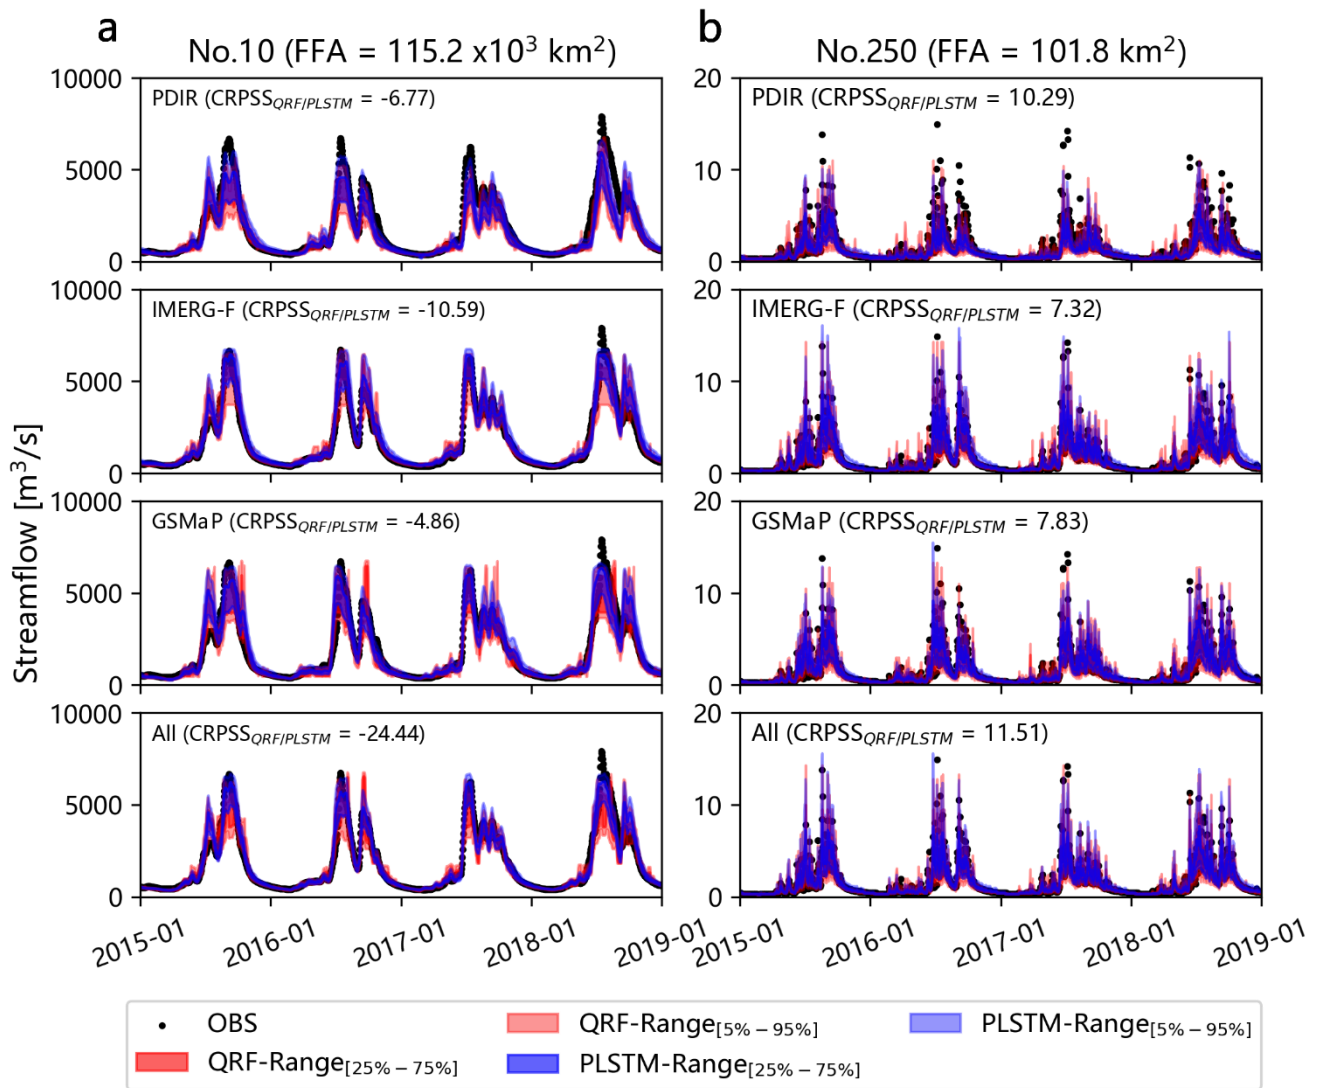 a
No.10 (FFA = 115.2 x10³ km²)
b
No.250 (FFA = 101.8 km²)
Streamflow [m³/s]
10000
5000
0
PDIR (CRPSS_QRF/PLSTM = -6.77)
20
10
0
PDIR (CRPSS_QRF/PLSTM = 10.29)
10000
5000
0
IMERG-F (CRPSS_QRF/PLSTM = -10.59)
20
10
0
IMERG-F (CRPSS_QRF/PLSTM = 7.32)
10000
5000
0
GSMaP (CRPSS_QRF/PLSTM = -4.86)
20
10
0
GSMaP (CRPSS_QRF/PLSTM = 7.83)
10000
5000
0
All (CRPSS_QRF/PLSTM = -24.44)
20
10
0
All (CRPSS_QRF/PLSTM = 11.51)
2015-01 2016-01 2017-01 2018-01 2019-01
2015-01 2016-01 2017-01 2018-01 2019-01
OBS
QRF-Range[5% − 95%]
PLSTM-Range[5% − 95%]
QRF-Range[25% − 75%]
PLSTM-Range[25% − 75%]